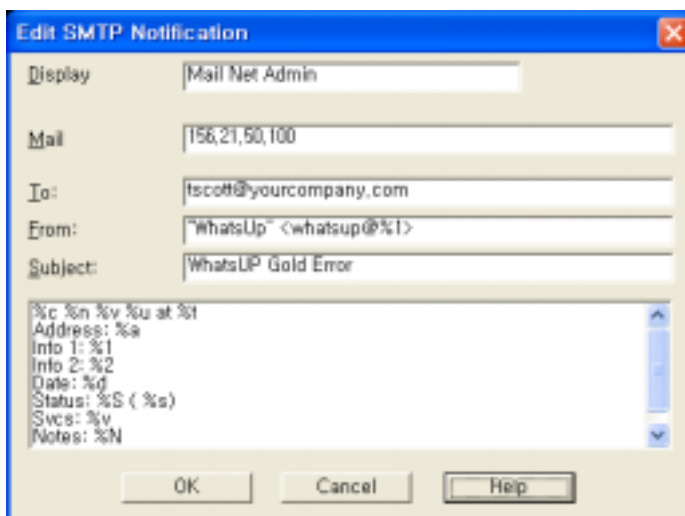 Edit SMTP Notification
Display Mail Net Admin
Mail 156,21,50,100
To: tscott@yourcompany,com
From: "WhatsUp" <whatsup@%1>
Subject: WhatsUP Gold Error
%c %n %v %u at %t
Address: %a
Info 1: %1
Info 2: %2
Date: %d
Status: %S ( %s)
Svcs: %v
Notes: %N
OK Cancel Help